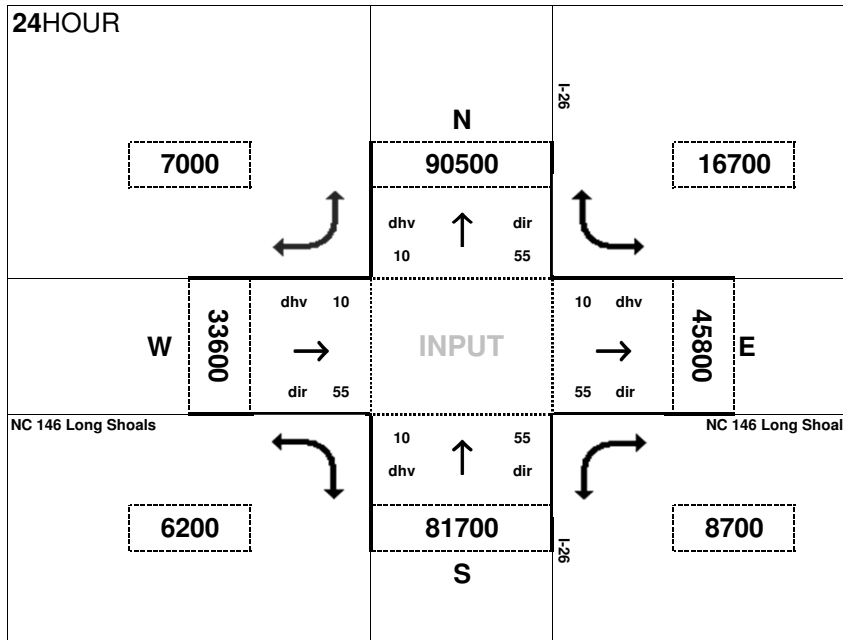 24HOUR
I-26
N
7000
90500
16700
dhv dir
10 55
dhv 10
10 dhv
W
33600
INPUT
45800
E
dir 55
55 dir
NC 146 Long Shoals
NC 146 Long Shoal
10 55
dhv dir
6200
81700
8700
I-26
S